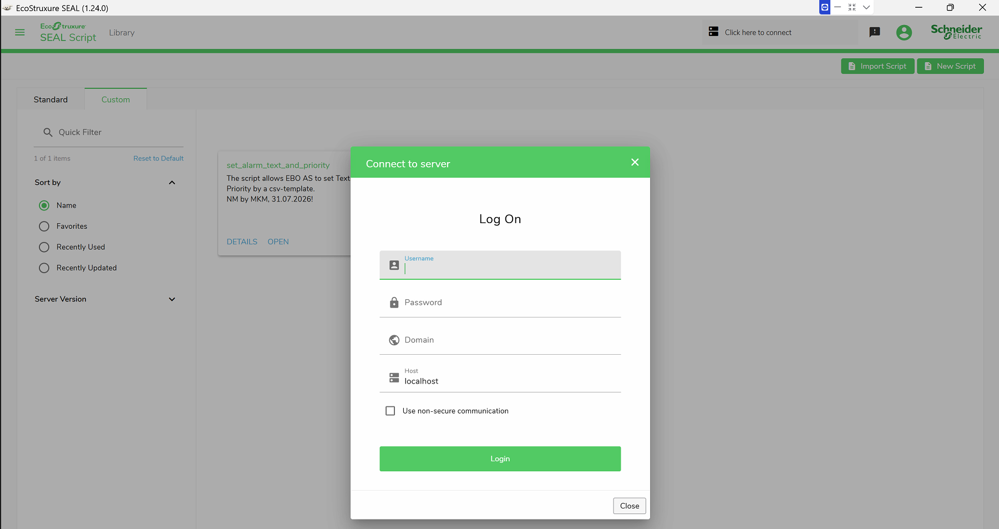 EcoStruxure SEAL (1.24.0)
EcoStruxure
SEAL Script
Library
Click here to connect
Schneider
Electric
Import Script
New Script
Standard
Custom
Quick Filter
1 of 1 items
Reset to Default
Sort by
Name
Favorites
Recently Used
Recently Updated
Server Version
set_alarm_text_and_priority
The script allows EBO AS to set Text
Priority by a csv-template.
NM by MKM, 31.07.2026!
DETAILS
OPEN
Connect to server
Log On
Username
Password
Domain
Host
localhost
Use non-secure communication
Login
Close